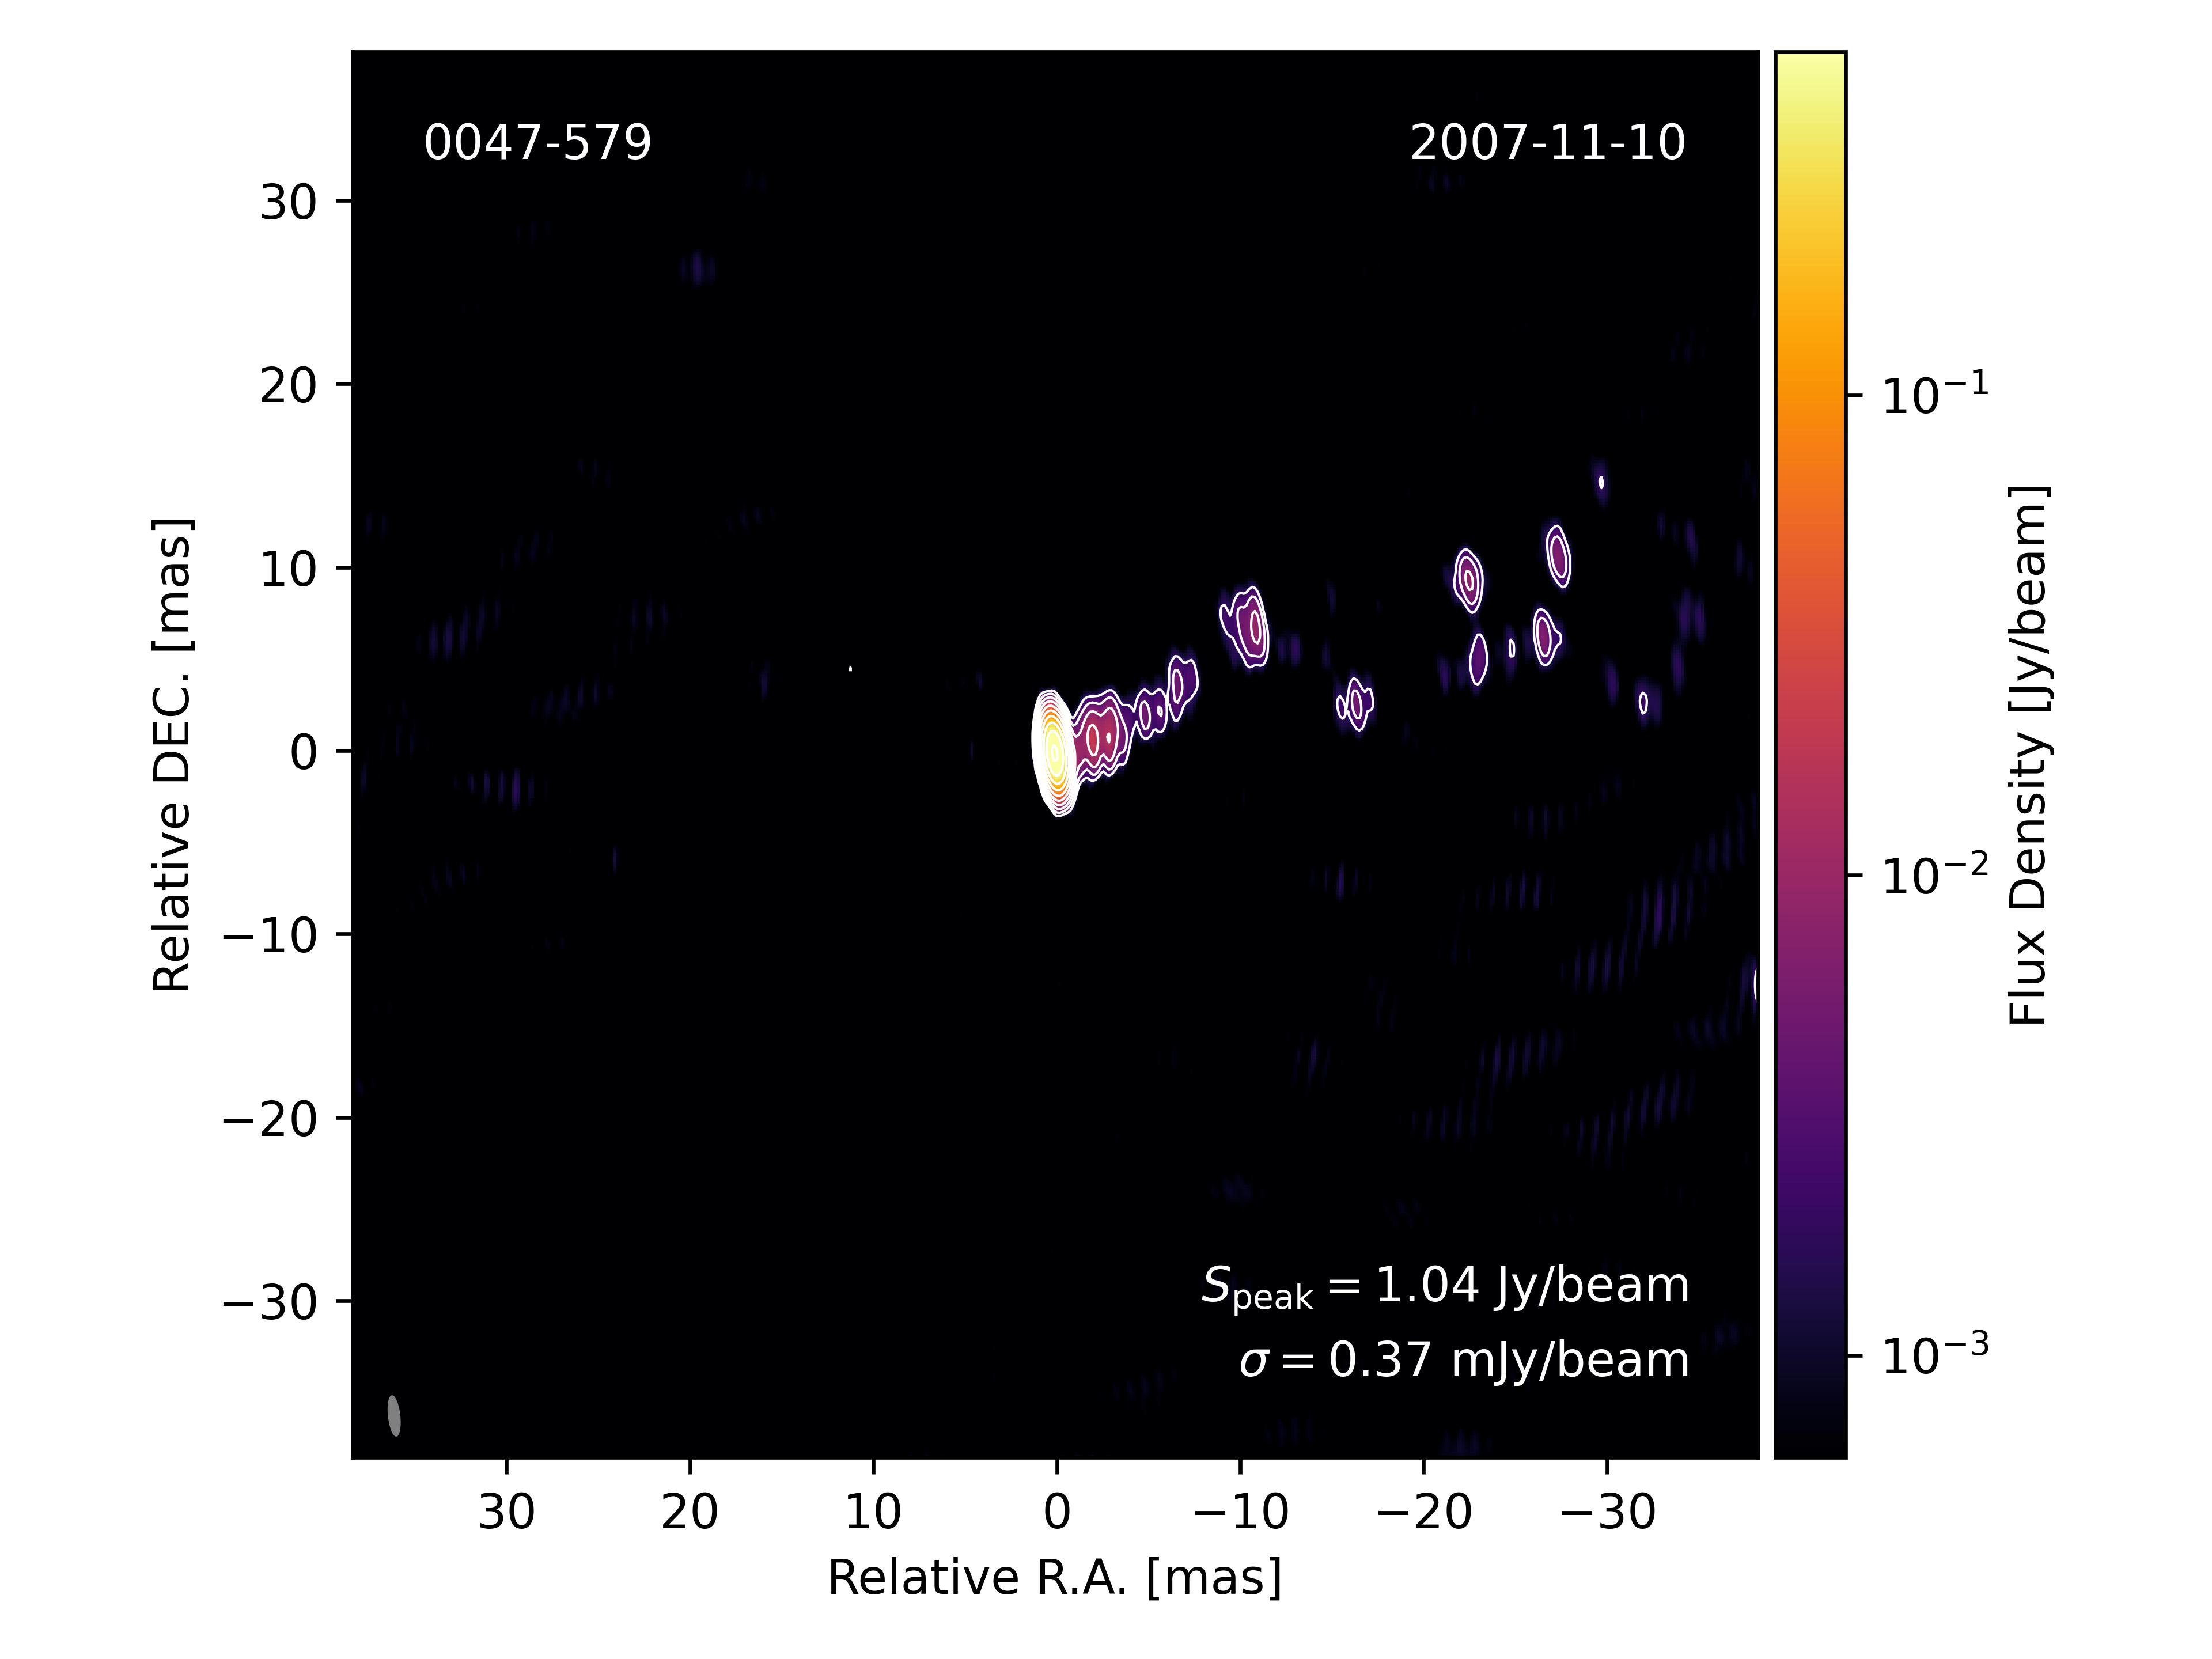 0047-579
2007-11-10
30
20
10
0
−10
−20
−30
Relative DEC. [mas]
S_peak = 1.04 Jy/beam
σ = 0.37 mJy/beam
30 20 10 0 −10 −20 −30
Relative R.A. [mas]
10⁻¹
10⁻²
10⁻³
Flux Density [Jy/beam]